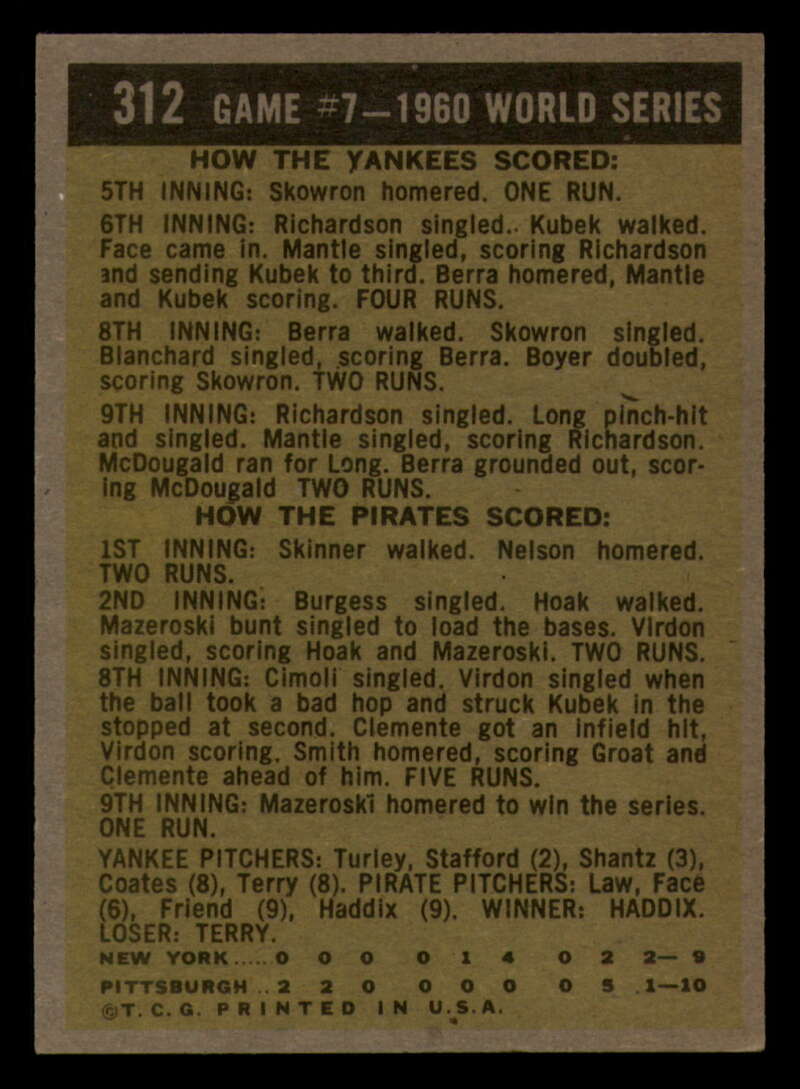 312 GAME #7—1960 WORLD SERIES
HOW THE YANKEES SCORED:
5TH INNING: Skowron homered. ONE RUN.
6TH INNING: Richardson singled.. Kubek walked.
Face came in. Mantle singled, scoring Richardson
and sending Kubek to third. Berra homered, Mantle
and Kubek scoring. FOUR RUNS.
8TH INNING: Berra walked. Skowron singled.
Blanchard singled, scoring Berra. Boyer doubled,
scoring Skowron. TWO RUNS.
9TH INNING: Richardson singled. Long pinch-hit
and singled. Mantle singled, scoring Richardson.
McDougald ran for Long. Berra grounded out, scor-
ing McDougald TWO RUNS.
HOW THE PIRATES SCORED:
1ST INNING: Skinner walked. Nelson homered.
TWO RUNS.
2ND INNING: Burgess singled. Hoak walked.
Mazeroski bunt singled to load the bases. Virdon
singled, scoring Hoak and Mazeroski. TWO RUNS.
8TH INNING: Cimoli singled. Virdon singled when
the ball took a bad hop and struck Kubek in the
stopped at second. Clemente got an infield hit,
Virdon scoring. Smith homered, scoring Groat and
Clemente ahead of him. FIVE RUNS.
9TH INNING: Mazeroski homered to win the series.
ONE RUN.
YANKEE PITCHERS: Turley, Stafford (2), Shantz (3),
Coates (8), Terry (8). PIRATE PITCHERS: Law, Face
(6), Friend (9), Haddix (9). WINNER: HADDIX.
LOSER: TERRY.
NEW YORK.....0 0 0 0 1 4 0 2 2— 9
PITTSBURGH ..2 2 0 0 0 0 0 5 1—10
©T.C.G. PRINTED IN U.S.A.